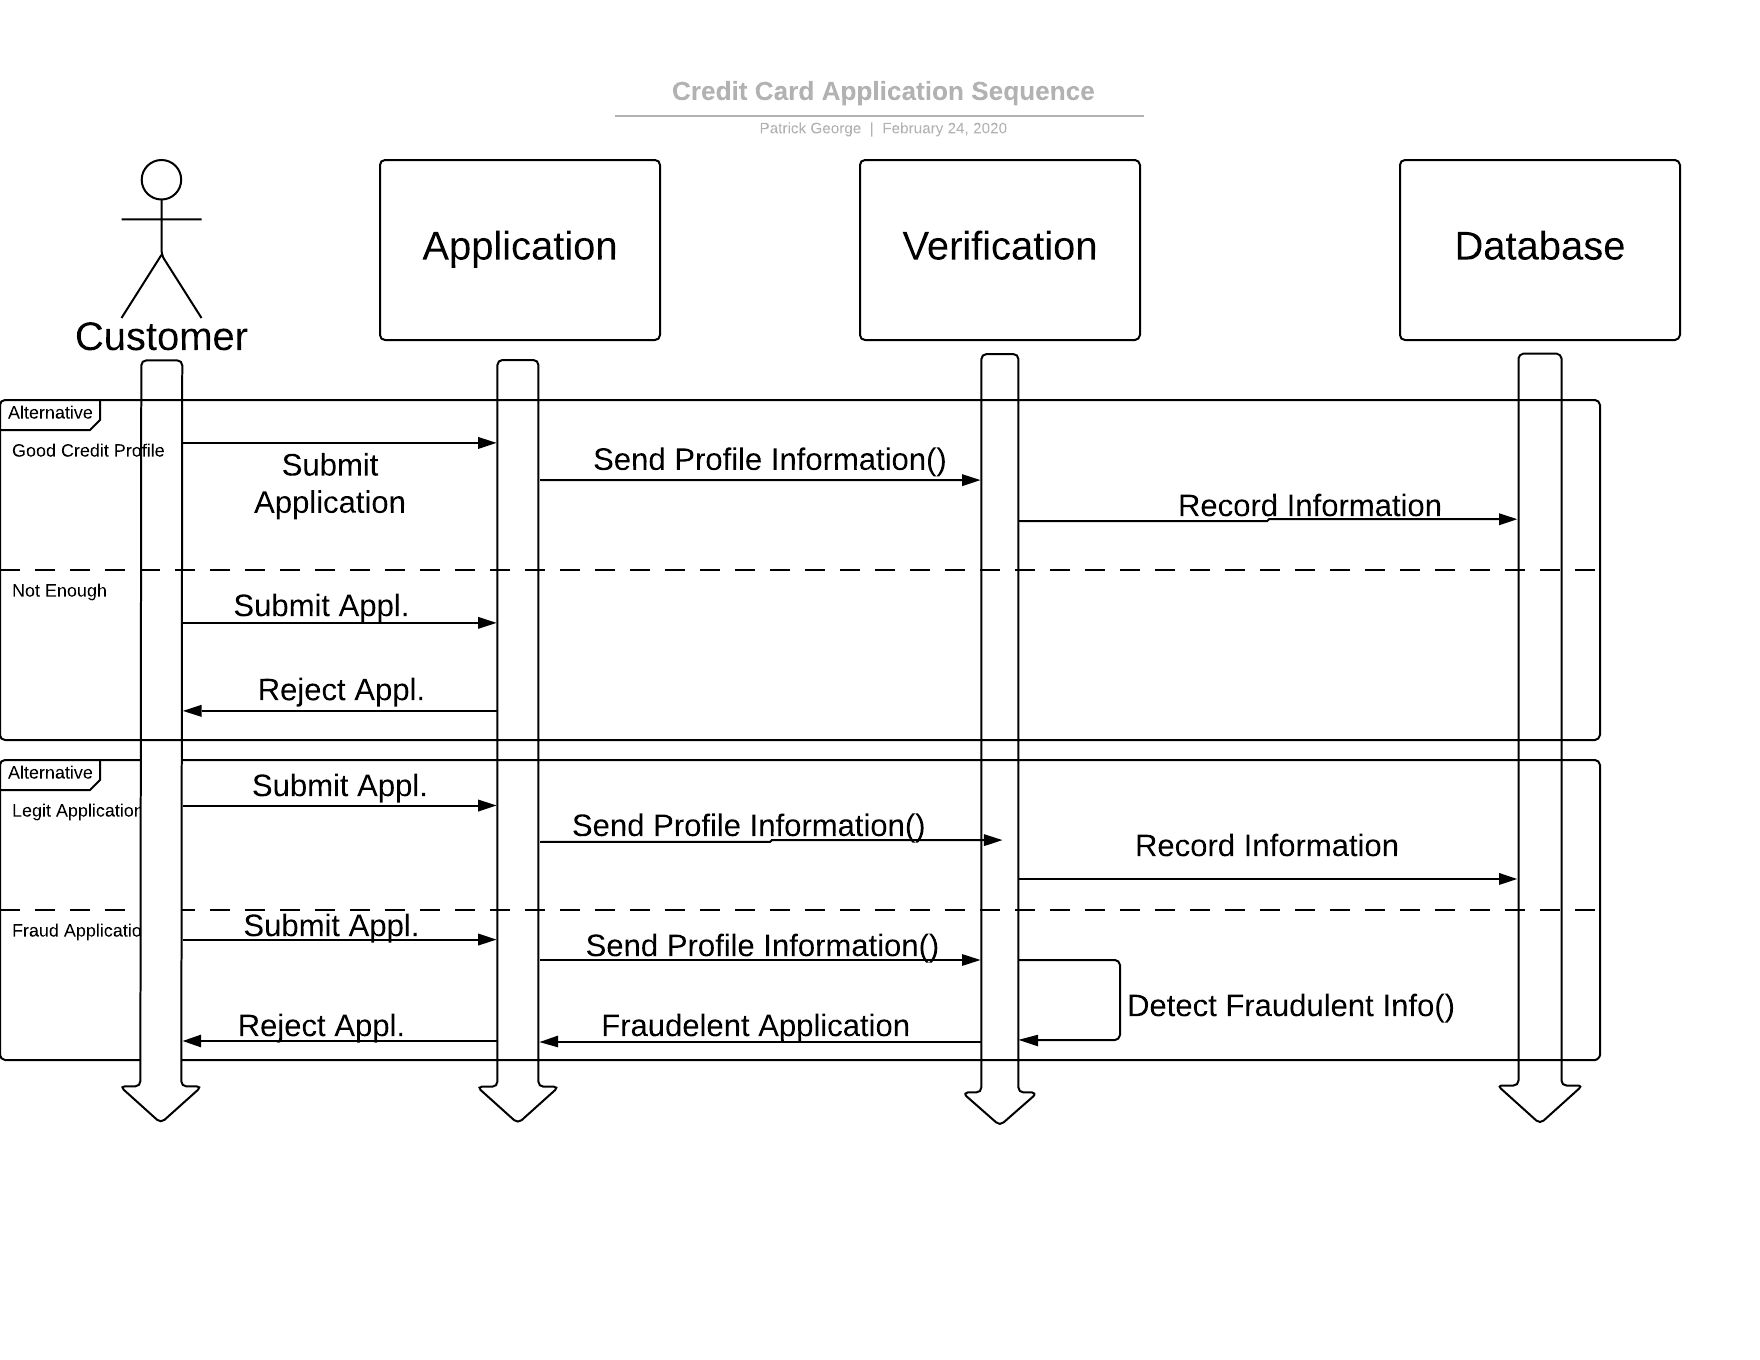 Credit Card Application Sequence
Patrick George | February 24, 2020
Customer
Application
Verification
Database
Alternative
Good Credit Profile
Submit
Application
Send Profile Information()
Record Information
Not Enough
Submit Appl.
Reject Appl.
Alternative
Legit Application
Submit Appl.
Send Profile Information()
Record Information
Fraud Applicatio
Submit Appl.
Send Profile Information()
Detect Fraudulent Info()
Fraudelent Application
Reject Appl.